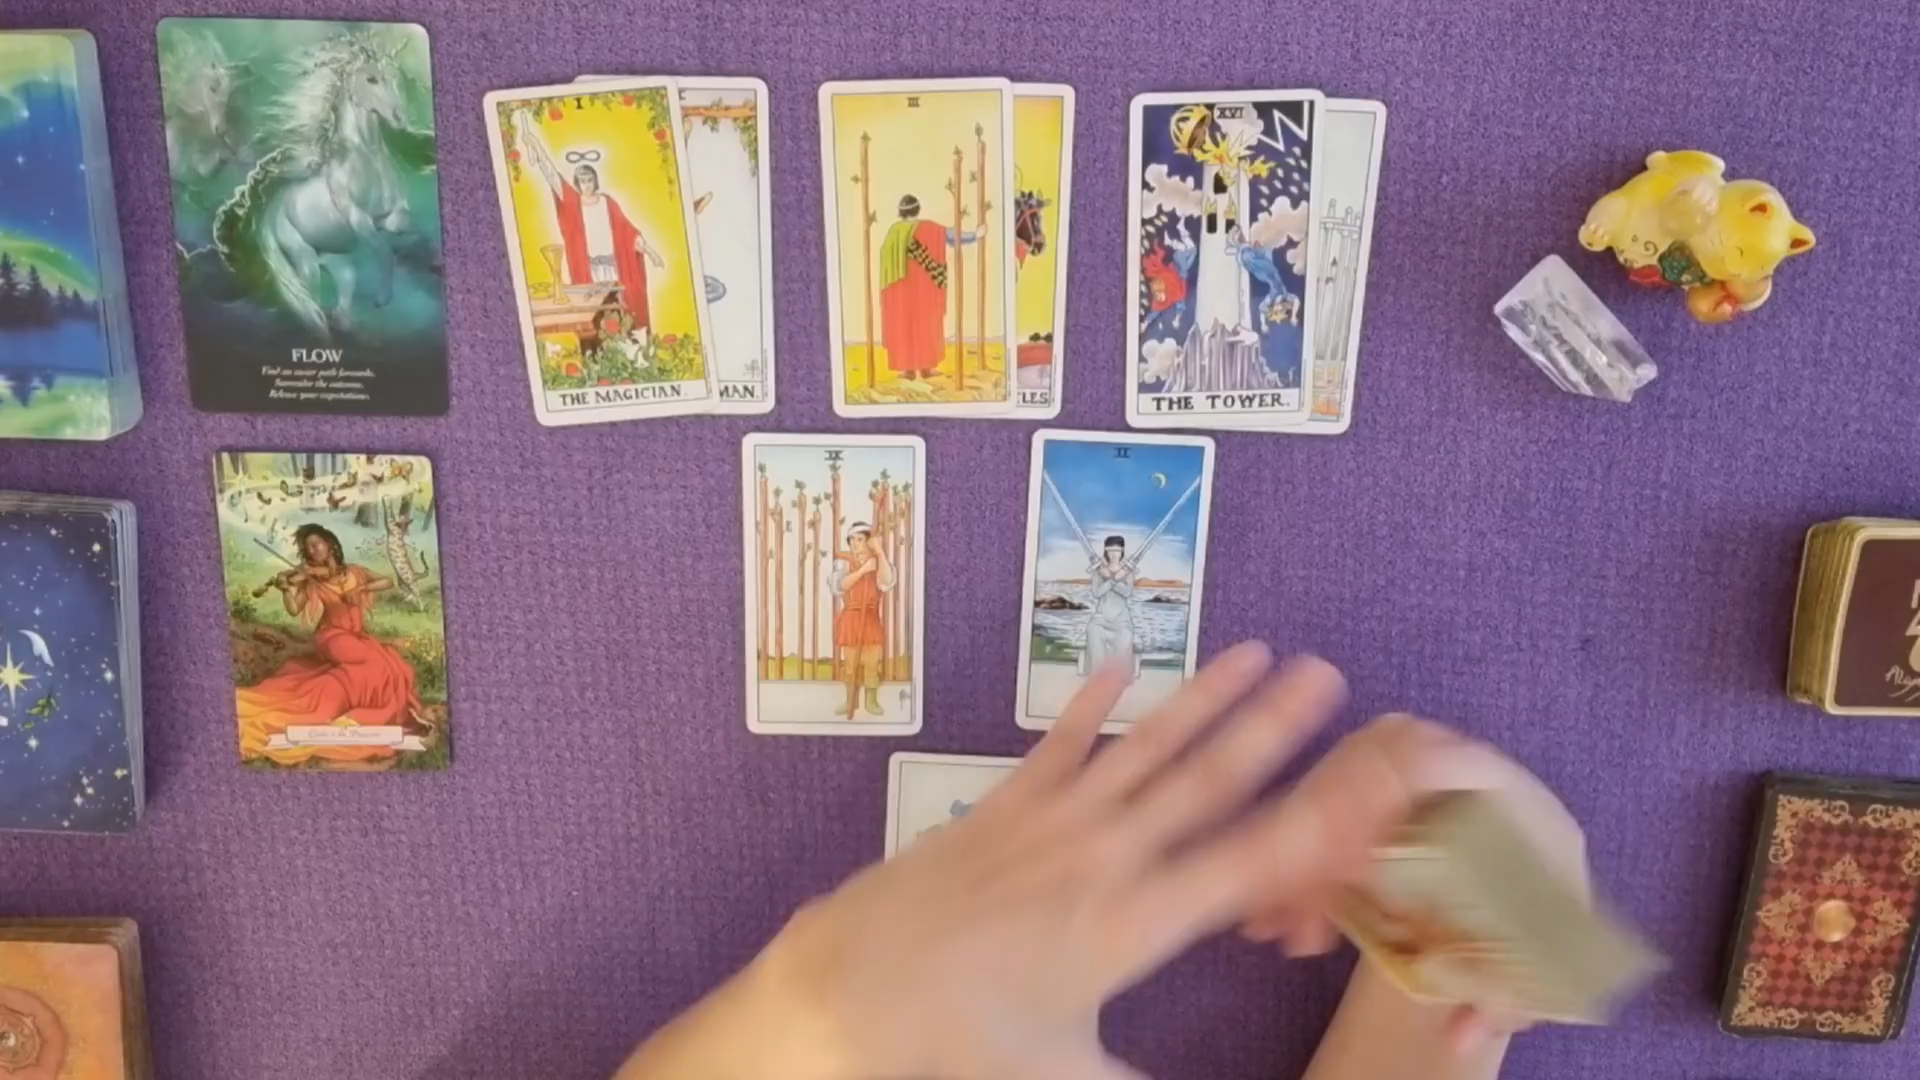 FLOW
Find an easier path forwards.
Surrender the outcome.
Release your expectations.
I
THE MAGICIAN.
MAN.
III
TLES
XVI
THE TOWER.
IX
II